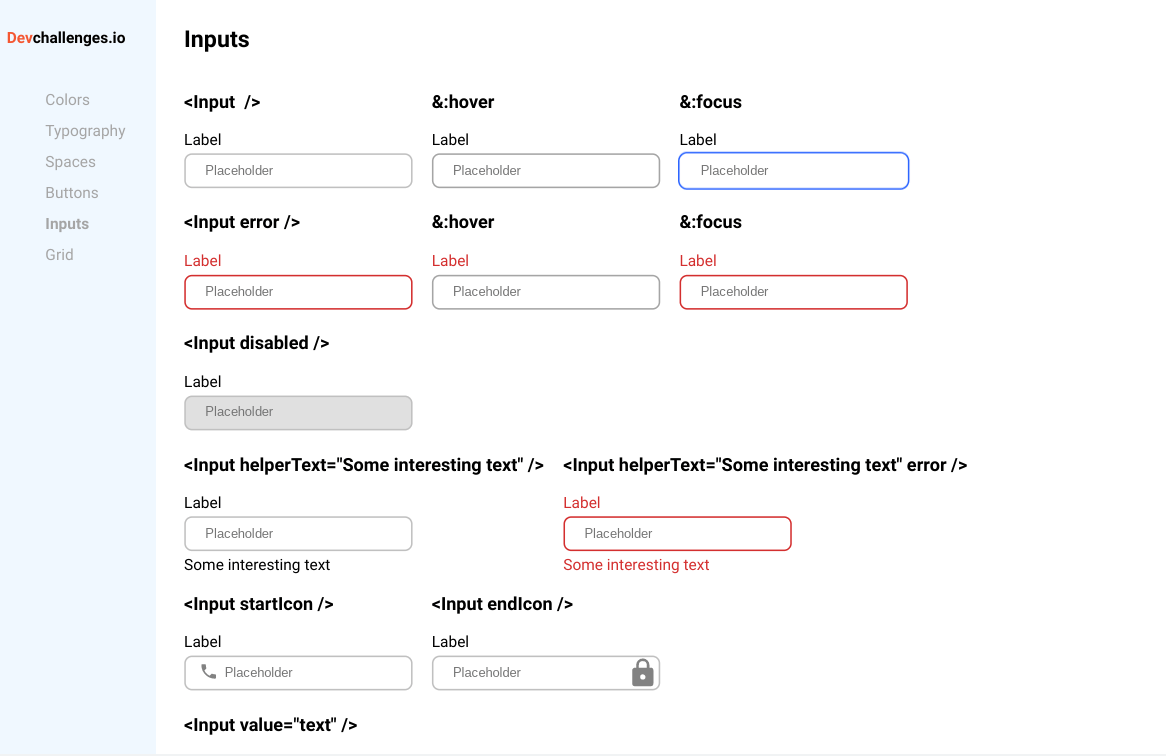 Devchallenges.io
Colors
Typography
Spaces
Buttons
Inputs
Grid
Inputs
<Input  /> &:hover &:focus
Label Label Label
Placeholder Placeholder Placeholder
<Input error /> &:hover &:focus
Label Label Label
Placeholder Placeholder Placeholder
<Input disabled />
Label
Placeholder
<Input helperText="Some interesting text" /> <Input helperText="Some interesting text" error />
Label Label
Placeholder Placeholder
Some interesting text Some interesting text
<Input startIcon /> <Input endIcon />
Label Label
Placeholder Placeholder
<Input value="text" />